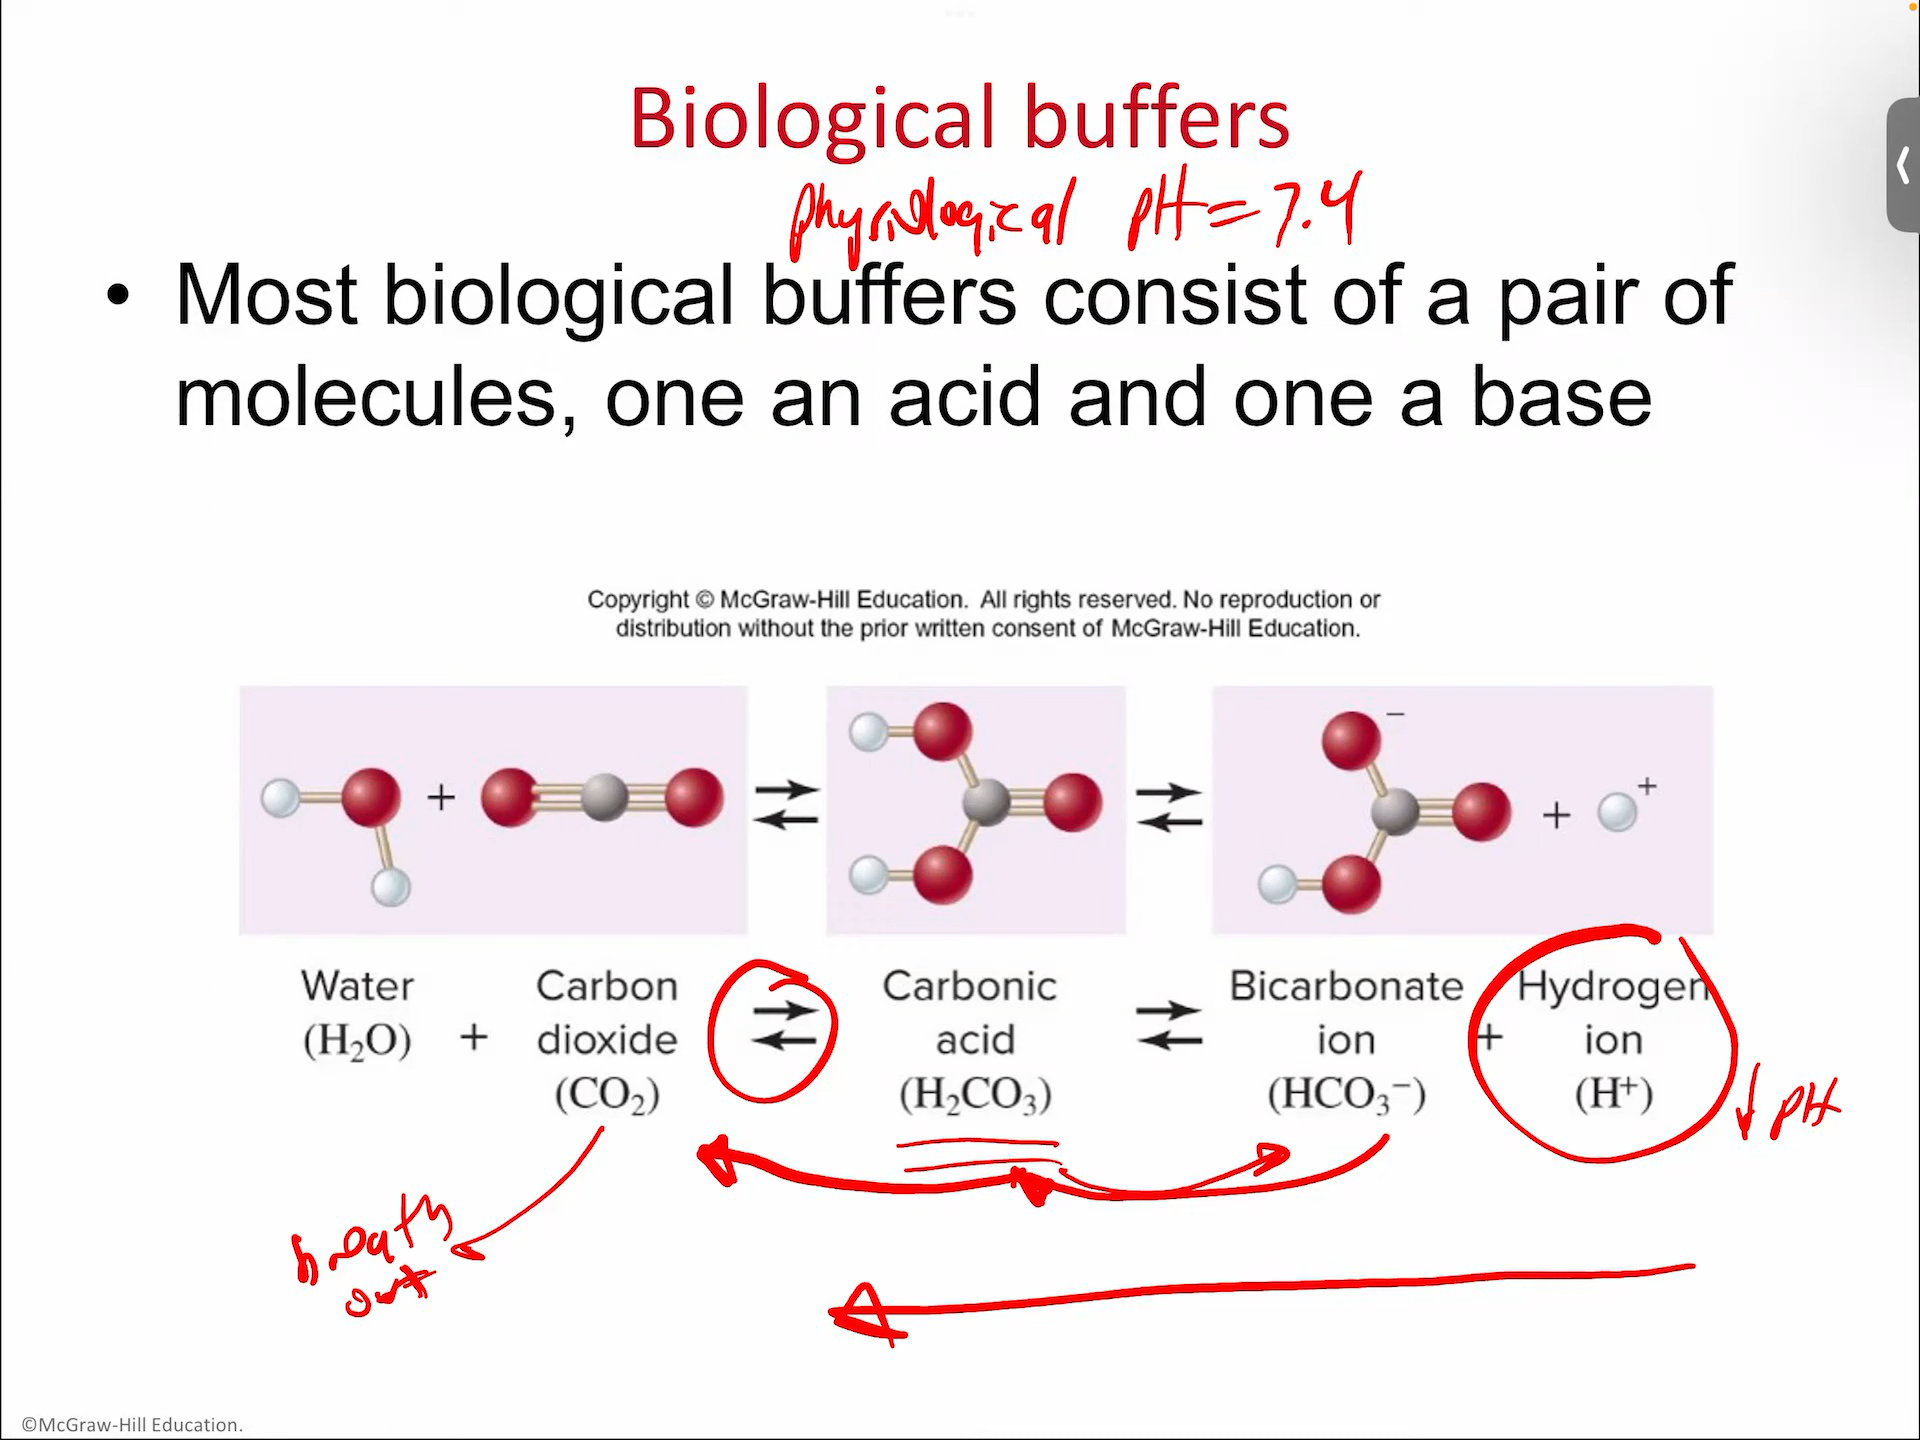 Biological buffers
physiological pH = 7.4
• Most biological buffers consist of a pair of
molecules, one an acid and one a base
Copyright © McGraw-Hill Education. All rights reserved. No reproduction or
distribution without the prior written consent of McGraw-Hill Education.
+ ⇌ ⇌ − + +
Water Carbon Carbonic Bicarbonate Hydrogen
(H₂O) + dioxide ⇌ acid ⇌ ion + ion
(CO₂) (H₂CO₃) (HCO₃⁻) (H⁺)
↓ pH
breath
out
©McGraw-Hill Education.